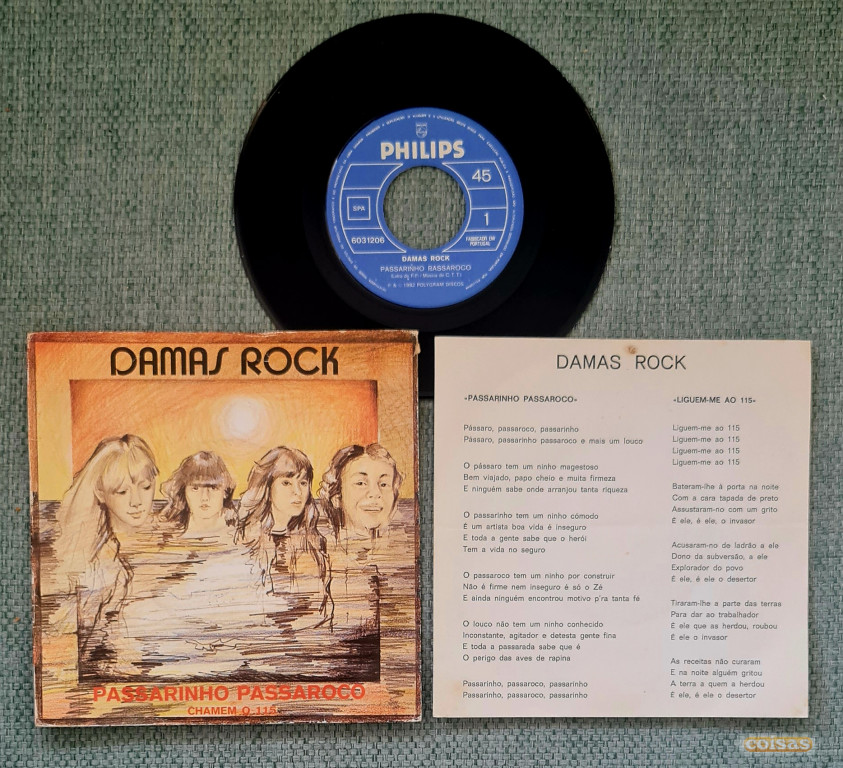 PHILIPS
45
SPA
1
6031206
FABRICADO EM
PORTUGAL
DAMAS ROCK
PASSARINHO BASSAROCO
(Letra de P.P. - Música de C.T.T.)
℗ & © 1982 POLYGRAM DISCOS
DAMAS ROCK
PASSARINHO PASSAROCO
CHAMEM O 115
DAMAS ROCK
«PASSARINHO PASSAROCO»
Pássaro, passaroco, passarinho
Pássaro, passarinho passaroco e mais um louco
O pássaro tem um ninho magestoso
Bem viajado, papo cheio e muita firmeza
E ninguém sabe onde arranjou tanta riqueza
O passarinho tem um ninho cómodo
É um artista boa vida é inseguro
E toda a gente sabe que o herói
Tem a vida no seguro
O passaroco tem um ninho por construir
Não é firme nem inseguro é só o Zé
E ainda ninguém encontrou motivo p'ra tanta fé
O louco não tem um ninho conhecido
Inconstante, agitador e detesta gente fina
E toda a passarada sabe que é
O perigo das aves de rapina
Passarinho, passaroco, passarinho
Passarinho, passaroco, passarinho
«LIGUEM-ME AO 115»
Liguem-me ao 115
Liguem-me ao 115
Liguem-me ao 115
Liguem-me ao 115
Bateram-lhe á porta na noite
Com a cara tapada de preto
Assustaram-no com um grito
E ele, é ele, o invasor
Acusaram-no de ladrão a ele
Dono da subversão, a ele
Explorador do povo
E ele, é ele o desertor
Tiraram-lhe a parte das terras
Para dar ao trabalhador
E ele que as herdou, roubou
É ele o invasor
As receitas não curaram
E na noite alguém gritou
A terra a quem a herdou
E ele, é ele o desertor
coisas